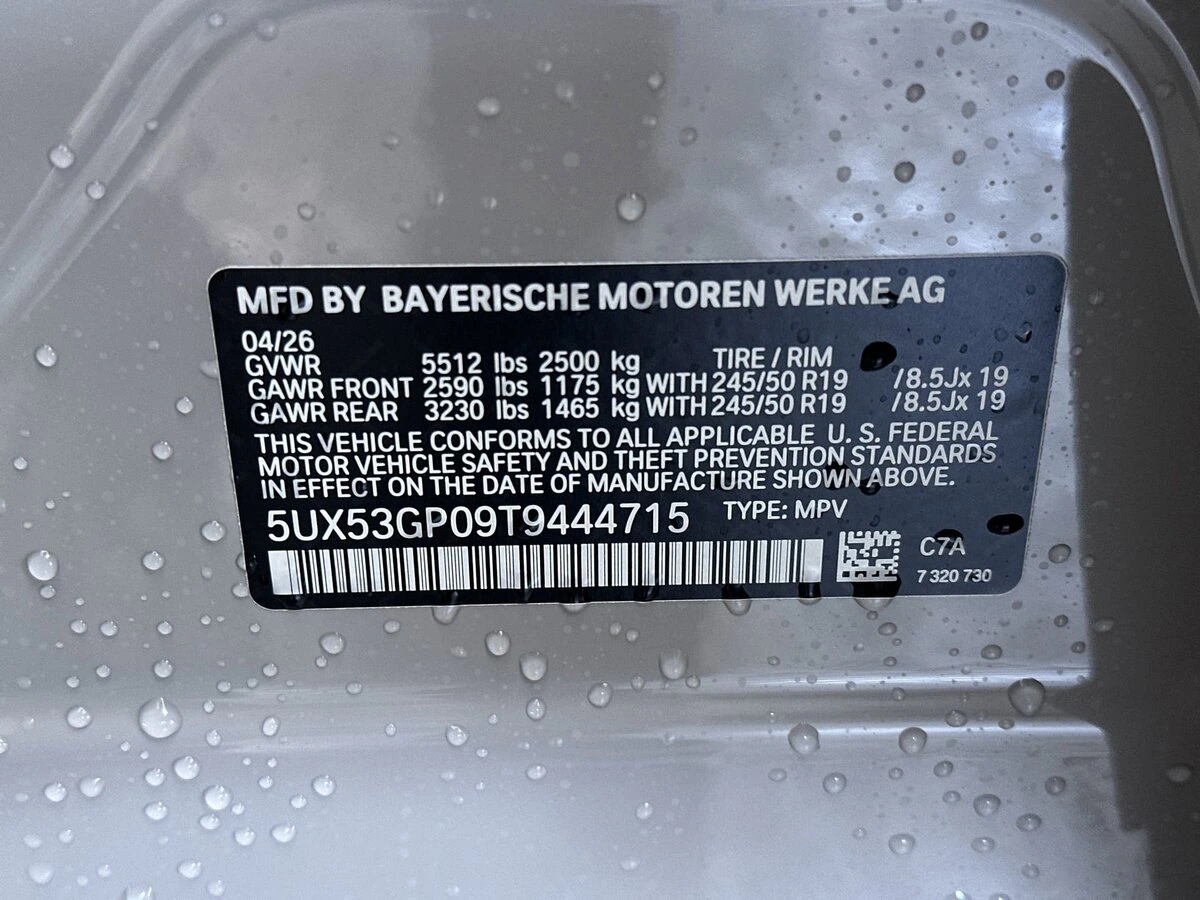 MFD BY BAYERISCHE MOTOREN WERKE AG
04/26
GVWR 5512 lbs 2500 kg TIRE / RIM
GAWR FRONT 2590 lbs 1175 kg WITH 245/50 R19 /8.5Jx 19
GAWR REAR 3230 lbs 1465 kg WITH 245/50 R19 /8.5Jx 19
THIS VEHICLE CONFORMS TO ALL APPLICABLE U. S. FEDERAL
MOTOR VEHICLE SAFETY AND THEFT PREVENTION STANDARDS
IN EFFECT ON THE DATE OF MANUFACTURE SHOWN ABOVE.
5UX53GP09T9444715 TYPE: MPV
C7A
7 320 730